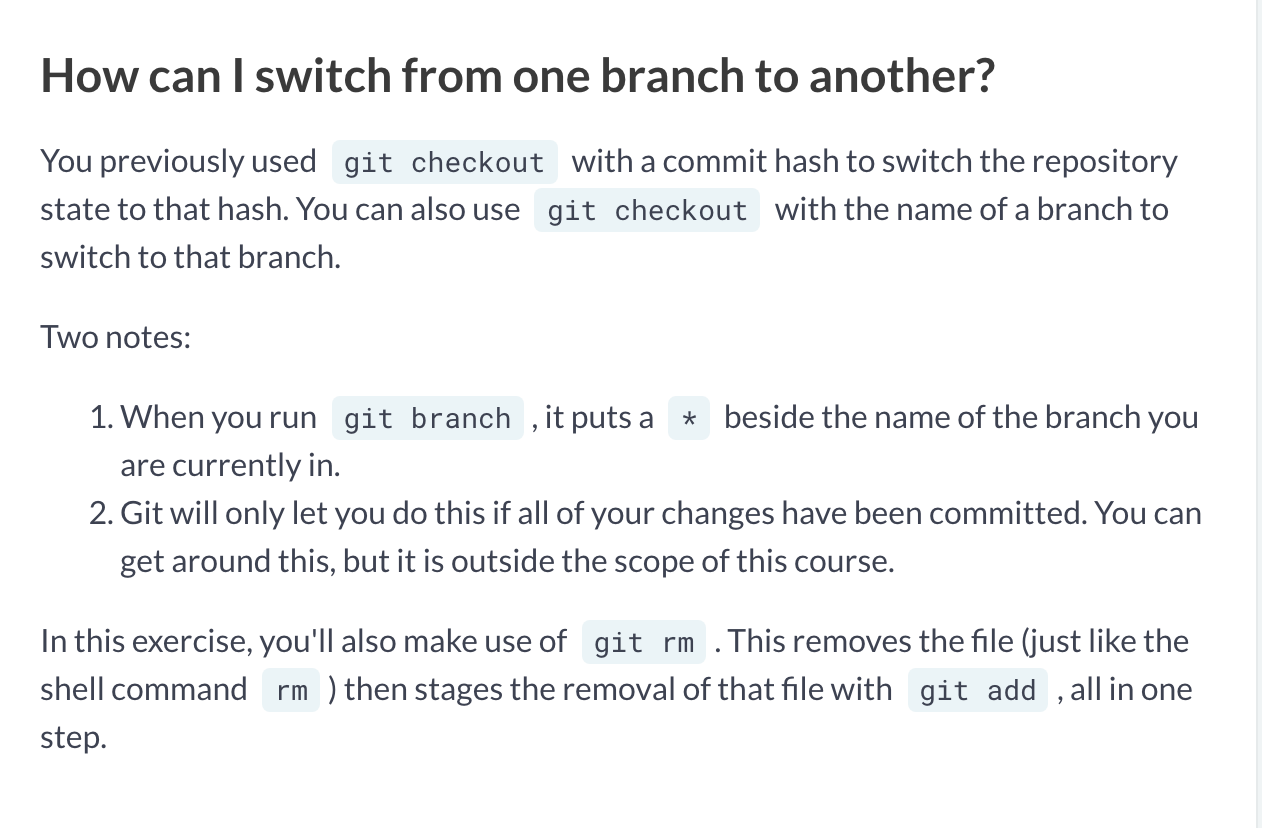 How can I switch from one branch to another?
You previously used git checkout with a commit hash to switch the repository
state to that hash. You can also use git checkout with the name of a branch to
switch to that branch.
Two notes:
1. When you run git branch , it puts a * beside the name of the branch you
are currently in.
2. Git will only let you do this if all of your changes have been committed. You can
get around this, but it is outside the scope of this course.
In this exercise, you'll also make use of git rm . This removes the file (just like the
shell command rm ) then stages the removal of that file with git add , all in one
step.